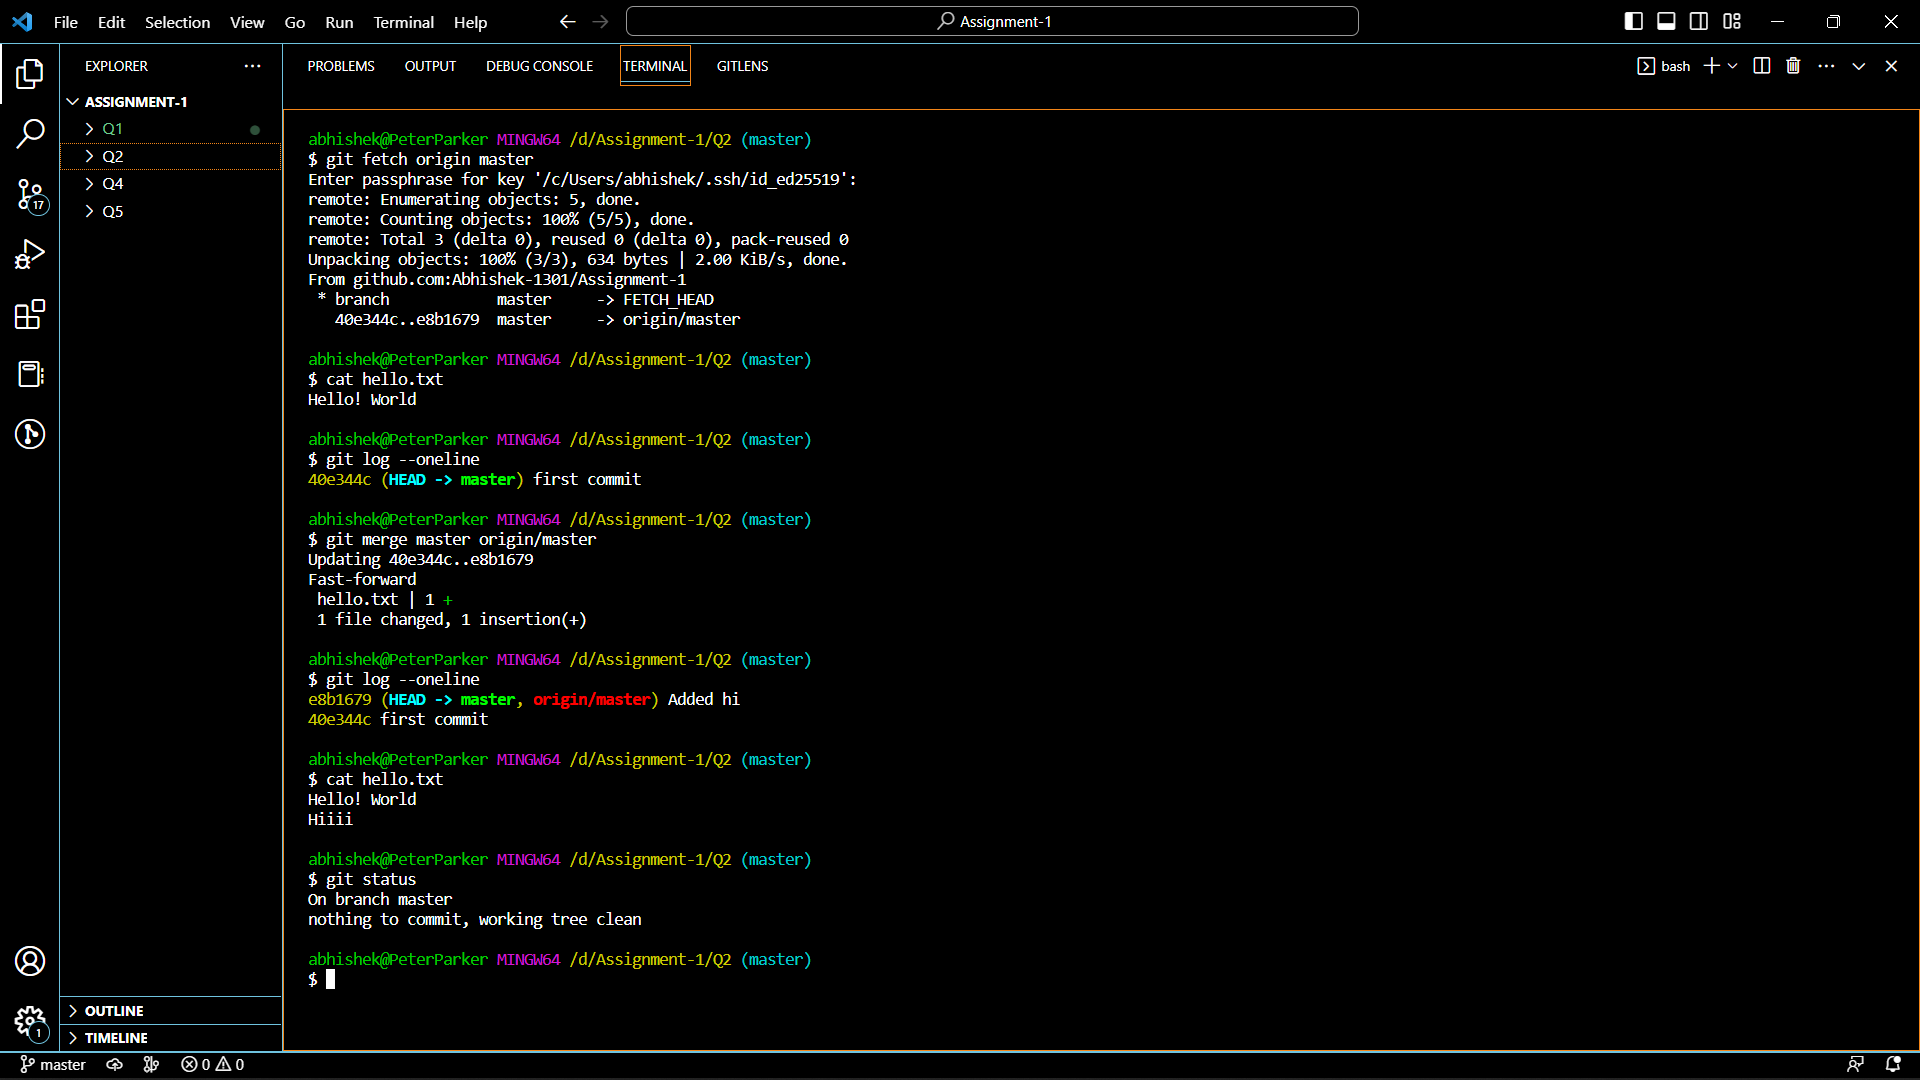 File Edit Selection View Go Run Terminal Help
Assignment-1
EXPLORER
ASSIGNMENT-1
Q1
Q2
Q4
Q5
17
1
OUTLINE
TIMELINE
PROBLEMS OUTPUT DEBUG CONSOLE TERMINAL GITLENS
bash
abhishek@PeterParker MINGW64 /d/Assignment-1/Q2 (master)
$ git fetch origin master
Enter passphrase for key '/c/Users/abhishek/.ssh/id_ed25519':
remote: Enumerating objects: 5, done.
remote: Counting objects: 100% (5/5), done.
remote: Total 3 (delta 0), reused 0 (delta 0), pack-reused 0
Unpacking objects: 100% (3/3), 634 bytes | 2.00 KiB/s, done.
From github.com:Abhishek-1301/Assignment-1
 * branch            master     -> FETCH_HEAD
   40e344c..e8b1679  master     -> origin/master
abhishek@PeterParker MINGW64 /d/Assignment-1/Q2 (master)
$ cat hello.txt
Hello! World
abhishek@PeterParker MINGW64 /d/Assignment-1/Q2 (master)
$ git log --oneline
40e344c (HEAD -> master) first commit
abhishek@PeterParker MINGW64 /d/Assignment-1/Q2 (master)
$ git merge master origin/master
Updating 40e344c..e8b1679
Fast-forward
 hello.txt | 1 +
 1 file changed, 1 insertion(+)
abhishek@PeterParker MINGW64 /d/Assignment-1/Q2 (master)
$ git log --oneline
e8b1679 (HEAD -> master, origin/master) Added hi
40e344c first commit
abhishek@PeterParker MINGW64 /d/Assignment-1/Q2 (master)
$ cat hello.txt
Hello! World
Hiiii
abhishek@PeterParker MINGW64 /d/Assignment-1/Q2 (master)
$ git status
On branch master
nothing to commit, working tree clean
abhishek@PeterParker MINGW64 /d/Assignment-1/Q2 (master)
$
master 0 0